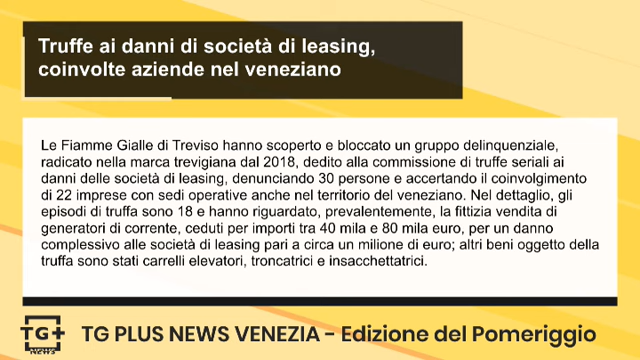 Truffe ai danni di società di leasing,
coinvolte aziende nel veneziano
Le Fiamme Gialle di Treviso hanno scoperto e bloccato un gruppo delinquenziale,
radicato nella marca trevigiana dal 2018, dedito alla commissione di truffe seriali ai
danni delle società di leasing, denunciando 30 persone e accertando il coinvolgimento
di 22 imprese con sedi operative anche nel territorio del veneziano. Nel dettaglio, gli
episodi di truffa sono 18 e hanno riguardato, prevalentemente, la fittizia vendita di
generatori di corrente, ceduti per importi tra 40 mila e 80 mila euro, per un danno
complessivo alle società di leasing pari a circa un milione di euro; altri beni oggetto della
truffa sono stati carrelli elevatori, troncatrici e insacchettatrici.
TG+
NEWS
TG PLUS NEWS VENEZIA - Edizione del Pomeriggio